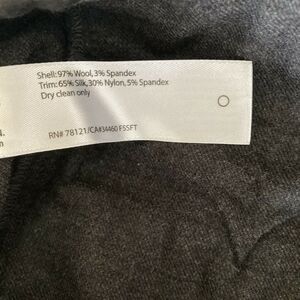 Shell: 97% Wool, 3% Spandex
Trim: 65% Silk, 30% Nylon, 5% Spandex
Dry clean only
RN# 78121/CA#34460 F5SFT